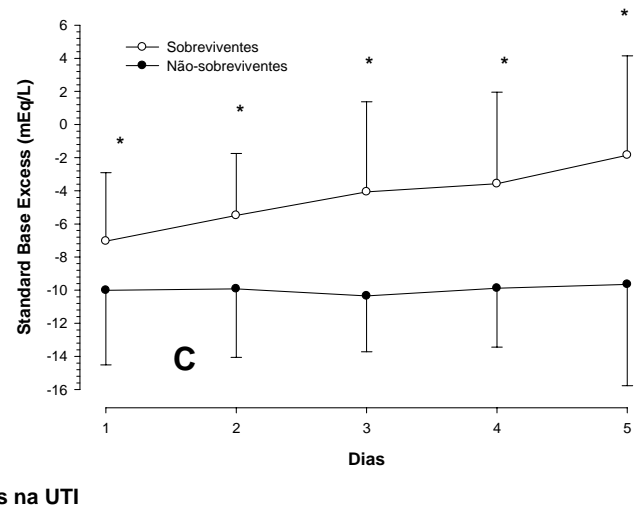 6
4
2
0
-2
-4
-6
-8
-10
-12
-14
-16
Standard Base Excess (mEq/L)
Sobreviventes
Não-sobreviventes
* * * * *
C
1 2 3 4 5
Dias
s na UTI